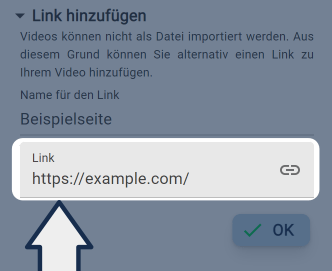 Link hinzufügen
Videos können nicht als Datei importiert werden. Aus
diesem Grund können Sie alternativ einen Link zu
Ihrem Video hinzufügen.
Name für den Link
Beispielseite
Link
https://example.com/
OK